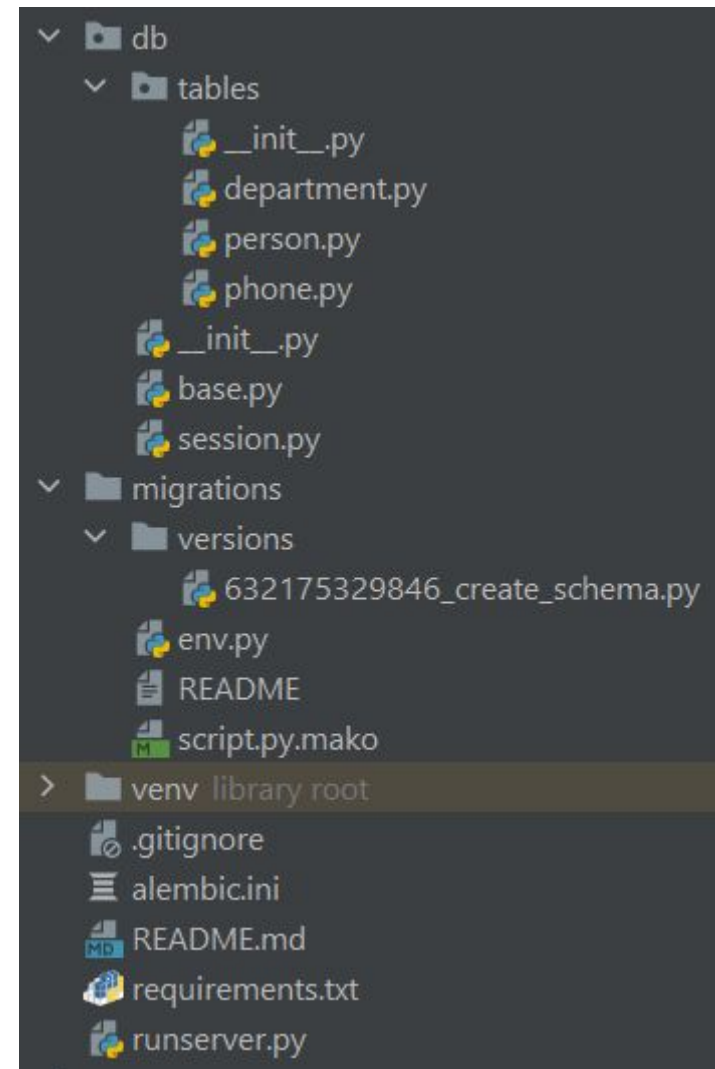 db
tables
__init__.py
department.py
person.py
phone.py
__init__.py
base.py
session.py
migrations
versions
632175329846_create_schema.py
env.py
README
M script.py.mako
venv library root
.gitignore
alembic.ini
MD README.md
requirements.txt
runserver.py